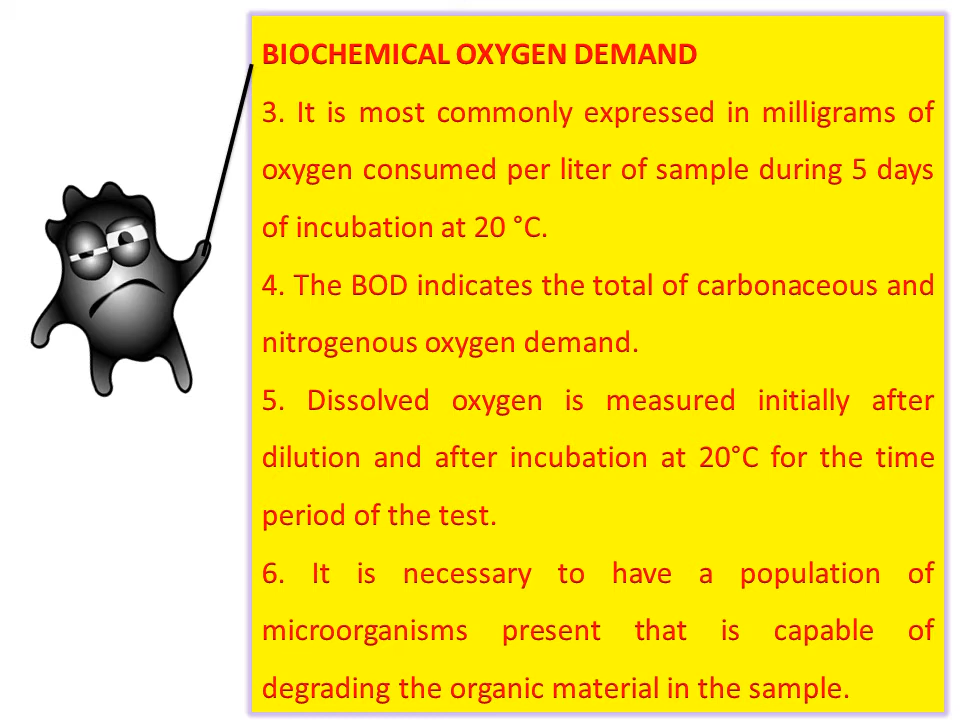 BIOCHEMICAL OXYGEN DEMAND
3. It is most commonly expressed in milligrams of
oxygen consumed per liter of sample during 5 days
of incubation at 20 °C.
4. The BOD indicates the total of carbonaceous and
nitrogenous oxygen demand.
5. Dissolved oxygen is measured initially after
dilution and after incubation at 20°C for the time
period of the test.
6. It is necessary to have a population of
microorganisms present that is capable of
degrading the organic material in the sample.